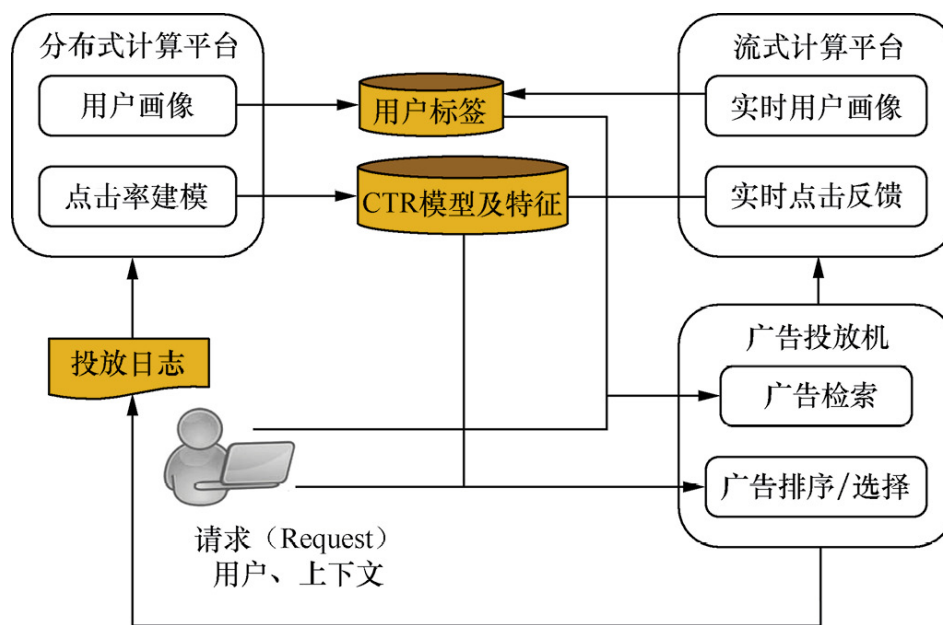 分布式计算平台
用户画像
点击率建模
用户标签
CTR模型及特征
流式计算平台
实时用户画像
实时点击反馈
投放日志
广告投放机
广告检索
广告排序/选择
请求（Request）
用户、上下文